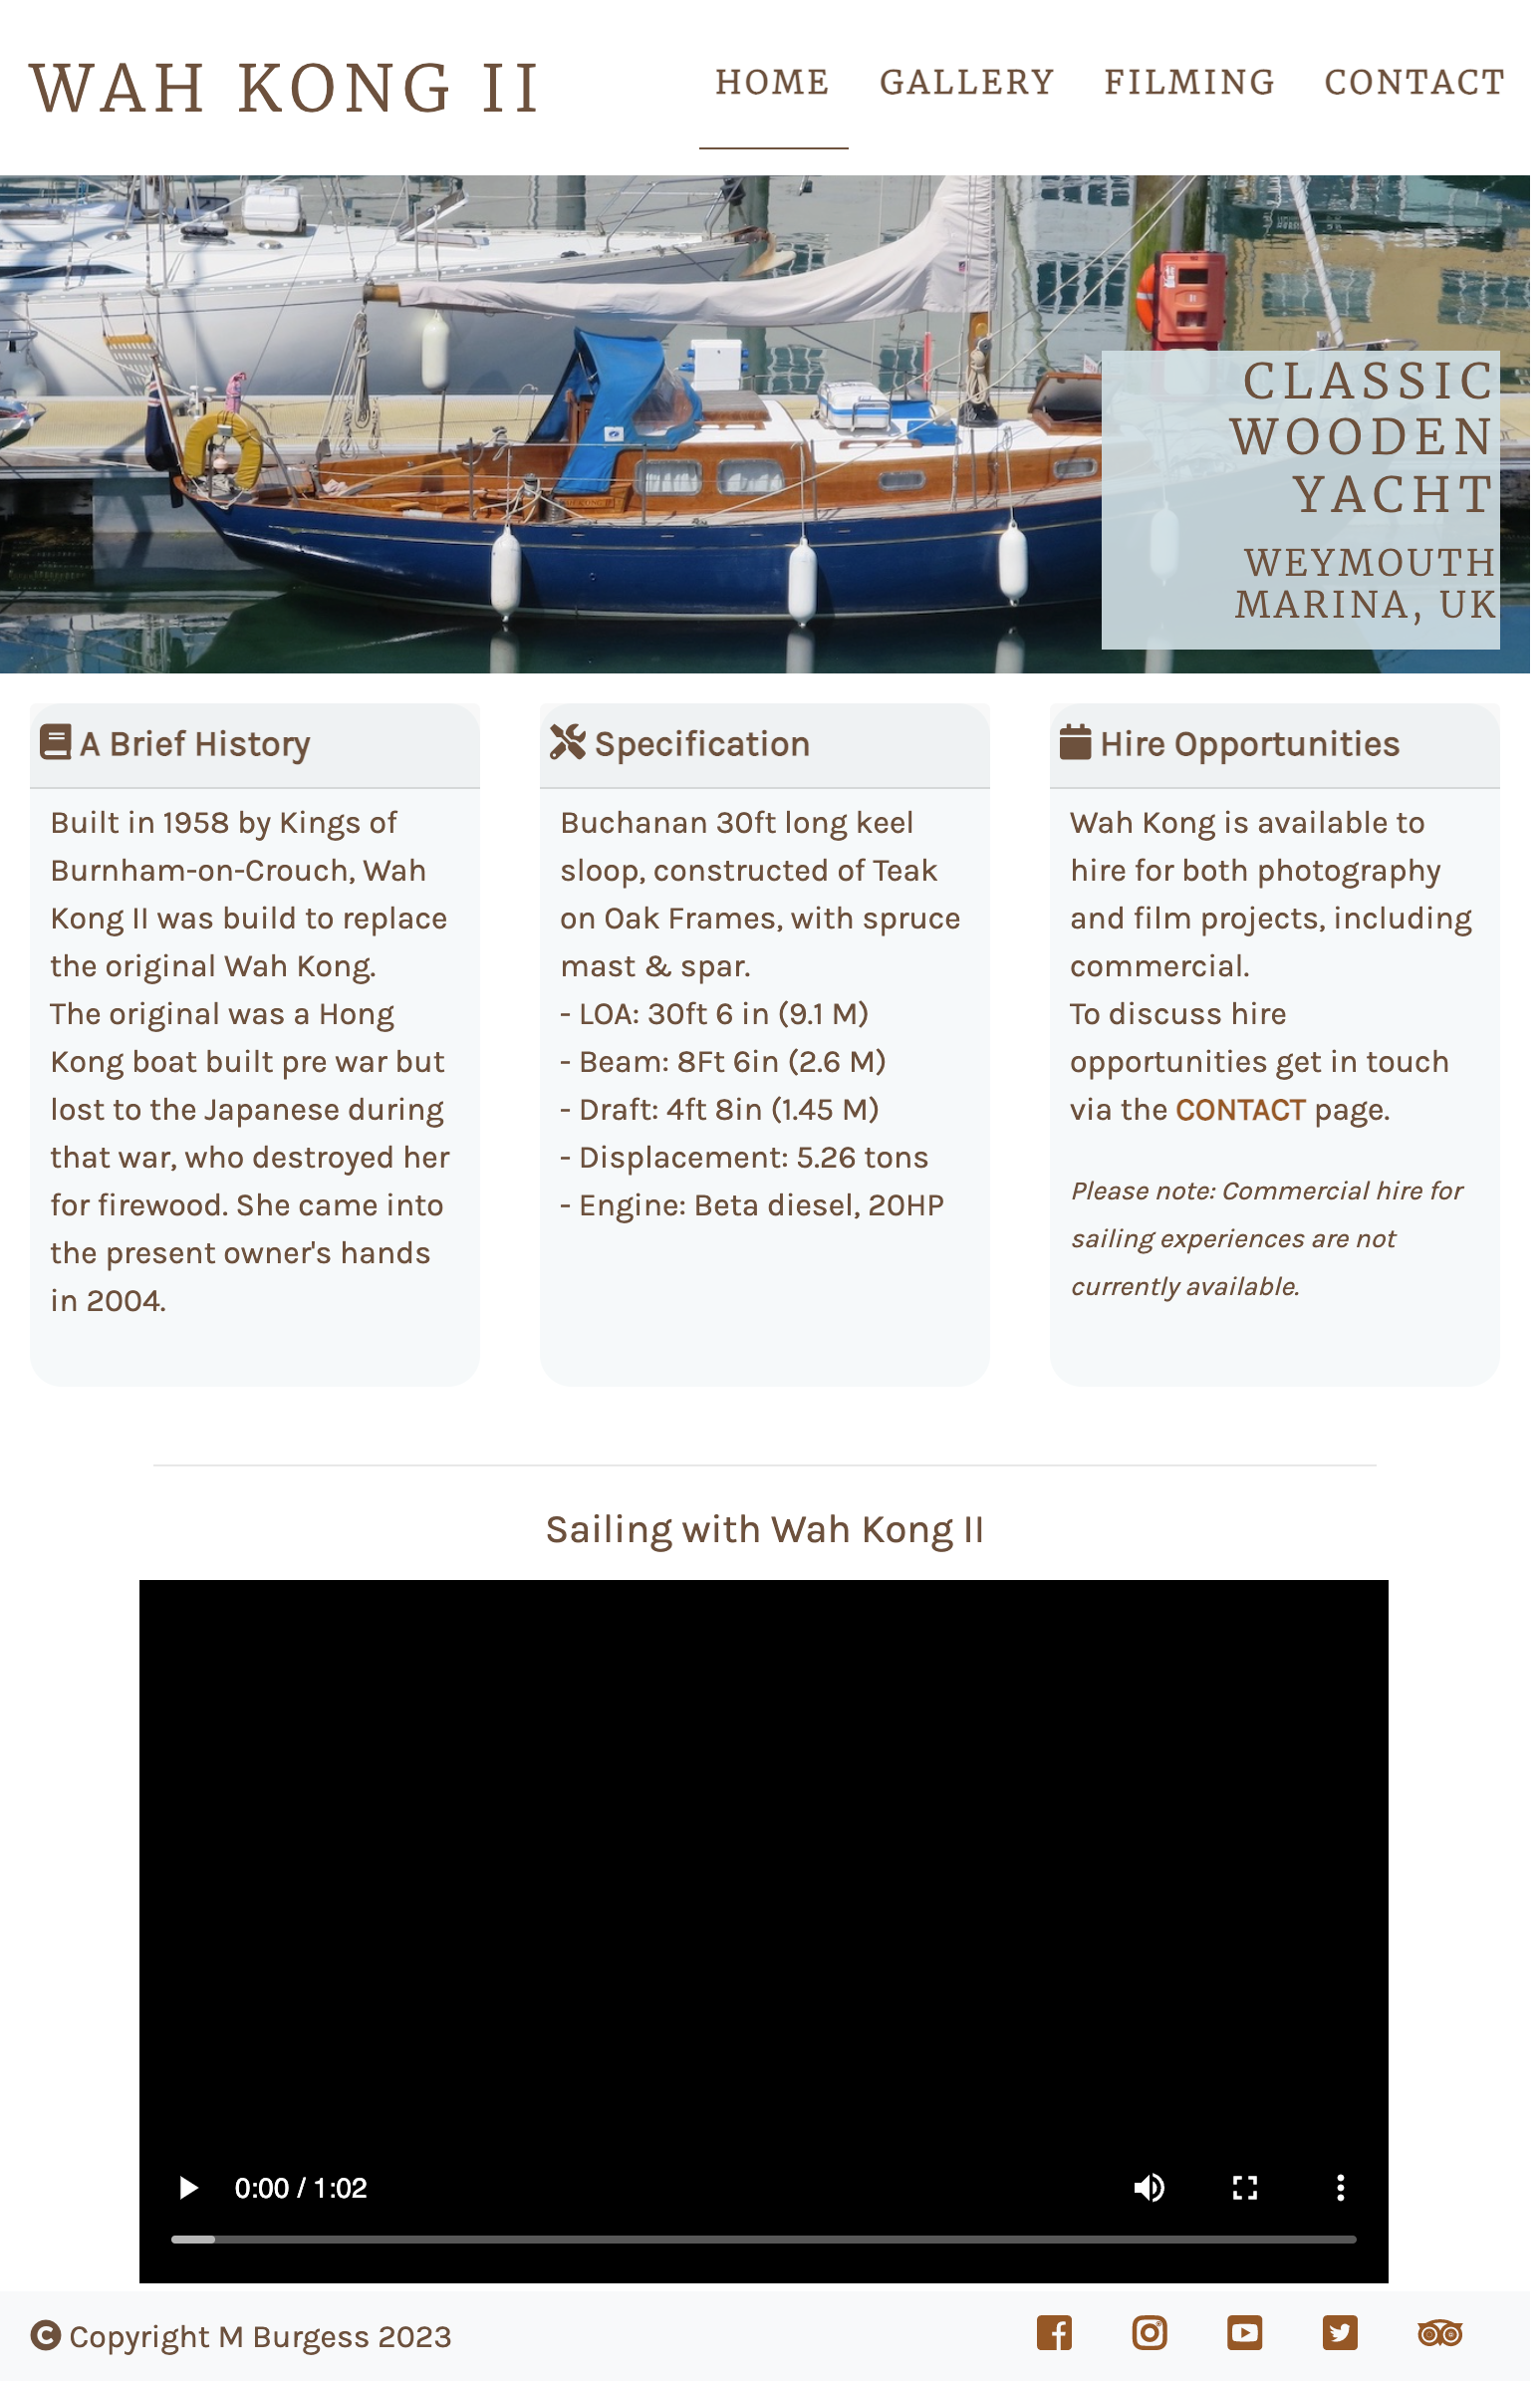 WAH KONG II
HOME GALLERY FILMING CONTACT
CLASSIC
WOODEN
YACHT
WEYMOUTH
MARINA, UK
A Brief History
Built in 1958 by Kings of
Burnham-on-Crouch, Wah
Kong II was build to replace
the original Wah Kong.
The original was a Hong
Kong boat built pre war but
lost to the Japanese during
that war, who destroyed her
for firewood. She came into
the present owner's hands
in 2004.
Specification
Buchanan 30ft long keel
sloop, constructed of Teak
on Oak Frames, with spruce
mast & spar.
- LOA: 30ft 6 in (9.1 M)
- Beam: 8Ft 6in (2.6 M)
- Draft: 4ft 8in (1.45 M)
- Displacement: 5.26 tons
- Engine: Beta diesel, 20HP
Hire Opportunities
Wah Kong is available to
hire for both photography
and film projects, including
commercial.
To discuss hire
opportunities get in touch
via the CONTACT page.
Please note: Commercial hire for
sailing experiences are not
currently available.
Sailing with Wah Kong II
0:00 / 1:02
Copyright M Burgess 2023